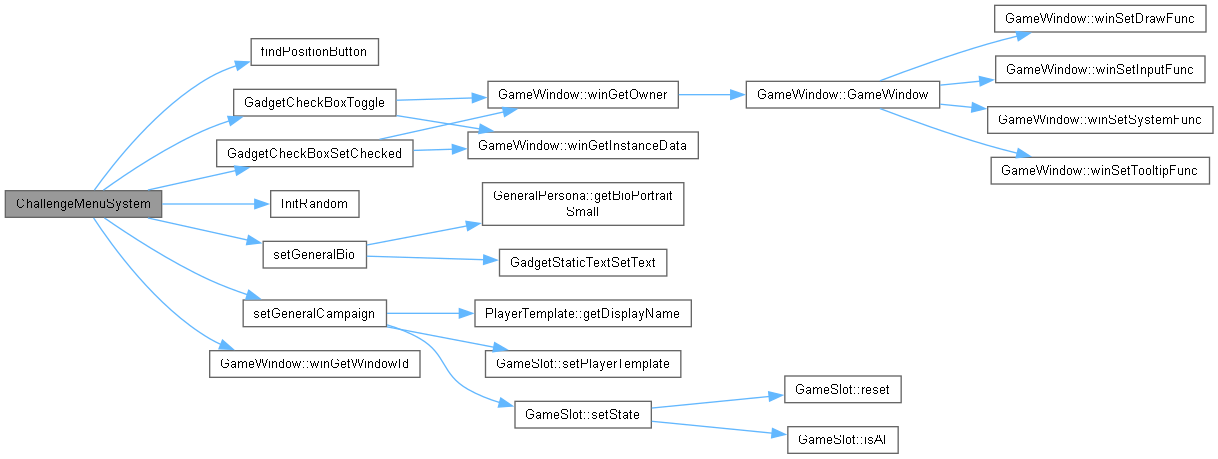 ChallengeMenuSystem
findPositionButton
GadgetCheckBoxToggle
GadgetCheckBoxSetChecked
InitRandom
setGeneralBio
setGeneralCampaign
GameWindow::winGetWindowId
GameWindow::winGetOwner
GameWindow::winGetInstanceData
GeneralPersona::getBioPortrait
Small
GadgetStaticTextSetText
PlayerTemplate::getDisplayName
GameSlot::setPlayerTemplate
GameSlot::setState
GameWindow::GameWindow
GameSlot::reset
GameSlot::isAI
GameWindow::winSetDrawFunc
GameWindow::winSetInputFunc
GameWindow::winSetSystemFunc
GameWindow::winSetTooltipFunc